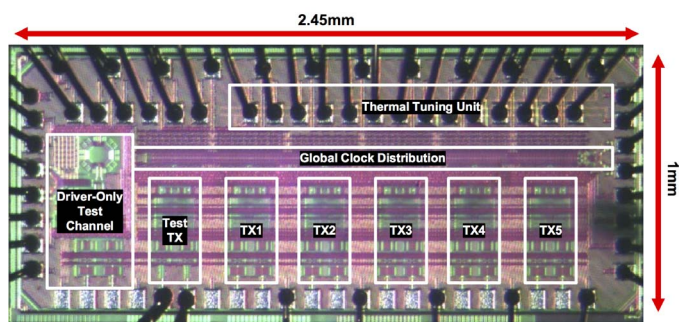 2.45mm
Thermal Tuning Unit
Global Clock Distribution
1mm
Driver-Only
Test
Channel
Test
TX
TX1
TX2
TX3
TX4
TX5